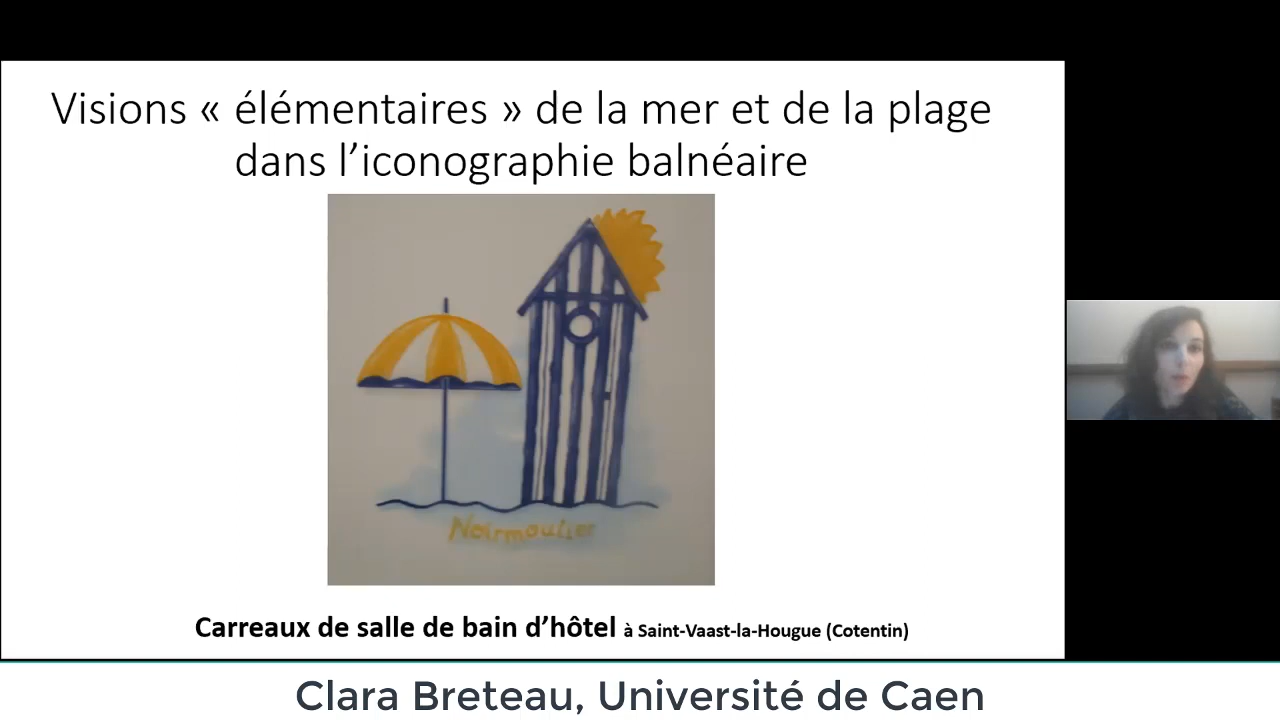 Visions « élémentaires » de la mer et de la plage
dans l’iconographie balnéaire
Noirmoutier
Carreaux de salle de bain d’hôtel à Saint-Vaast-la-Hougue (Cotentin)
Clara Breteau, Université de Caen